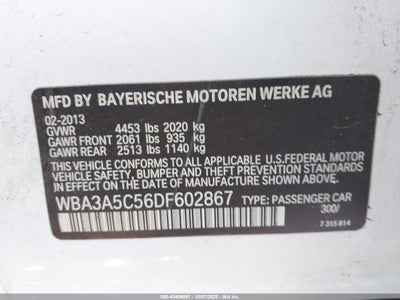 MFD BY BAYERISCHE MOTOREN WERKE AG
02-2013
GVWR 4453 lbs 2020 kg
GAWR FRONT 2061 lbs 935 kg
GAWR REAR 2513 lbs 1140 kg
THIS VEHICLE CONFORMS TO ALL APPLICABLE U.S.FEDERAL MOTOR
VEHICLE SAFETY, BUMPER AND THEFT PREVENTION STANDARDS
IN EFFECT ON THE DATE OF MANUFACTURE SHOWN ABOVE.
WBA3A5C56DF602867 TYPE: PASSENGER CAR
300/
7 315 814